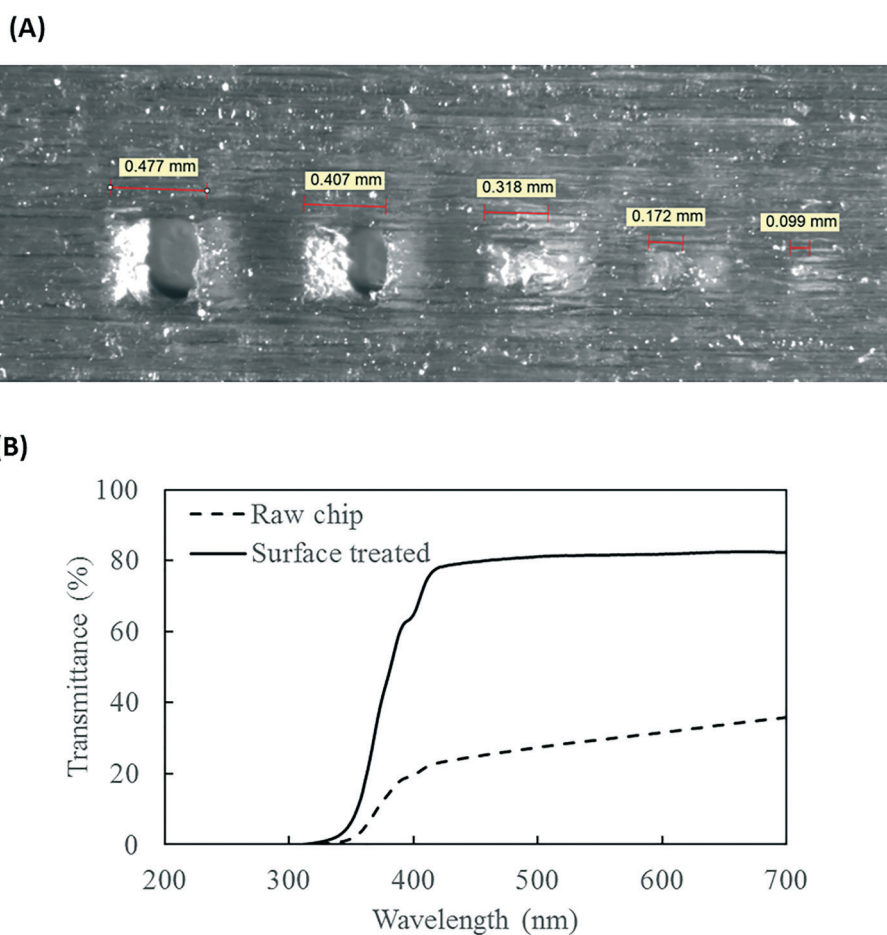 (A)
0.477 mm
0.407 mm
0.318 mm
0.172 mm
0.099 mm
(B)
100
80
60
40
20
0
Transmittance (%)
Raw chip
Surface treated
200 300 400 500 600 700
Wavelength (nm)